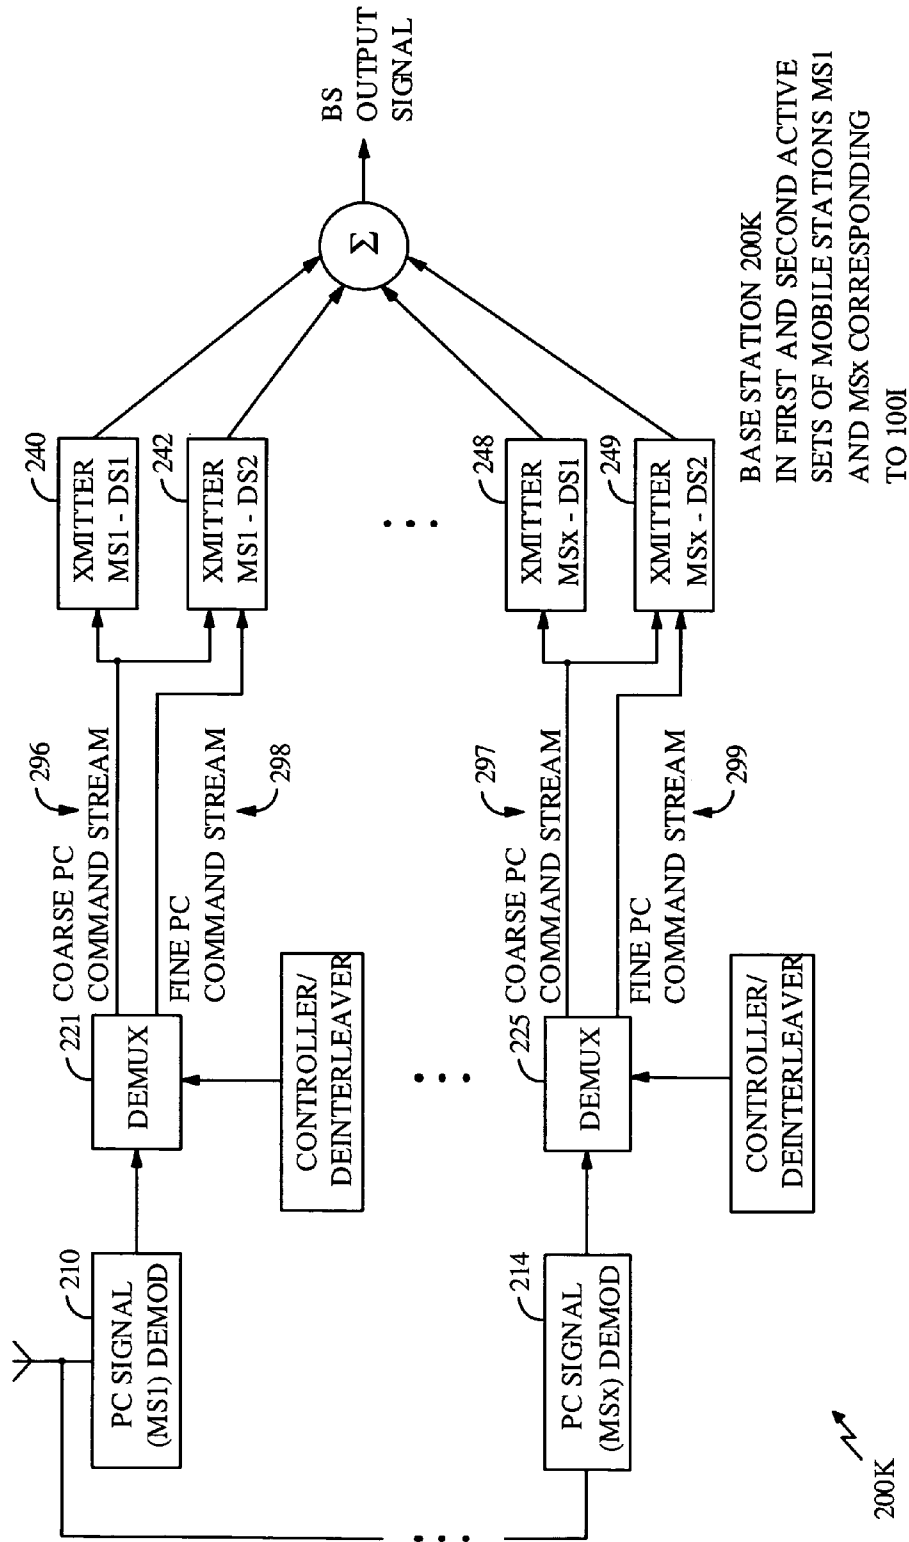 PC SIGNAL
(MS1) DEMOD
210
DEMUX
221
CONTROLLER/
DEINTERLEAVER
COARSE PC
COMMAND STREAM
296
FINE PC
COMMAND STREAM
298
XMITTER
MS1 - DS1
240
XMITTER
MS1 - DS2
242
PC SIGNAL
(MSx) DEMOD
214
DEMUX
225
CONTROLLER/
DEINTERLEAVER
COARSE PC
COMMAND STREAM
297
FINE PC
COMMAND STREAM
299
XMITTER
MSx - DS1
248
XMITTER
MSx - DS2
249
Σ
BS
OUTPUT
SIGNAL
BASE STATION 200K
IN FIRST AND SECOND ACTIVE
SETS OF MOBILE STATIONS MS1
AND MSx CORRESPONDING
TO 100I
200K